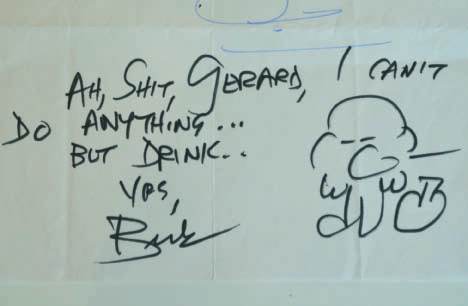 AH, SHIT, GERARD, I CAN'T
DO ANYTHING...
BUT DRINK..
YRS,